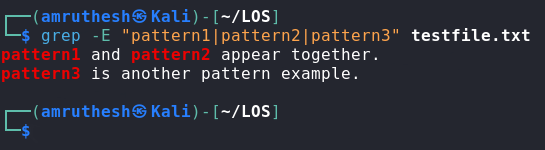 ┌──(amruthesh㉿Kali)-[~/LOS]
└─$ grep -E "pattern1|pattern2|pattern3" testfile.txt
pattern1 and pattern2 appear together.
pattern3 is another pattern example.
┌──(amruthesh㉿Kali)-[~/LOS]
└─$